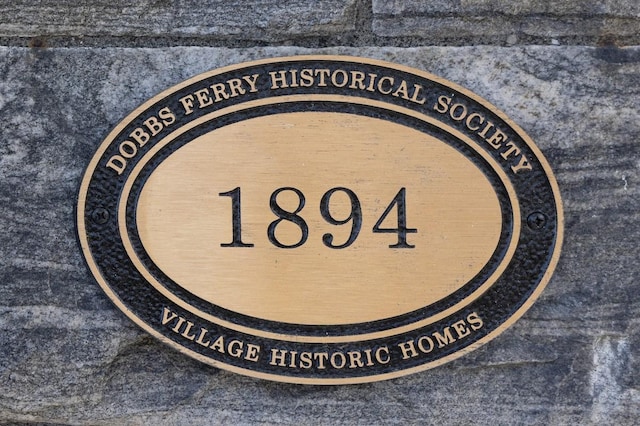 DOBBS FERRY HISTORICAL SOCIETY
1894
VILLAGE HISTORIC HOMES